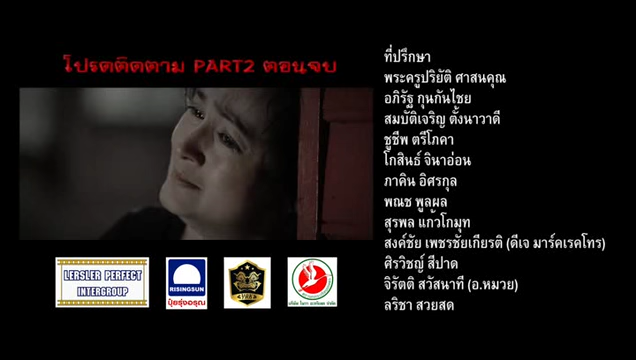 โปรดติดตาม PART2 ตอนจบ
ที่ปรึกษา
พระครูปริยัติ ศาสนคุณ
อภิรัฐ กุนกันไชย
สมบัติเจริญ ตั้งนาวาดี
ชูชีพ ตรีโภคา
โกสินธ์ จินาอ่อน
ภาคิน อิศรกุล
พณช พูลผล
สุรพล แก้วโกมุท
สงค์ชัย เพชรชัยเกียรติ (ดีเจ มาร์คเรคโทร)
ศิรวิชญ์ สีปาด
จิรัตติ สวัสนาที (อ.หมวย)
ลริชา สวยสด
LERSLER PERFECT
INTERGROUP
RISINGSUN
ปุ๋ยรุ่งอรุณ